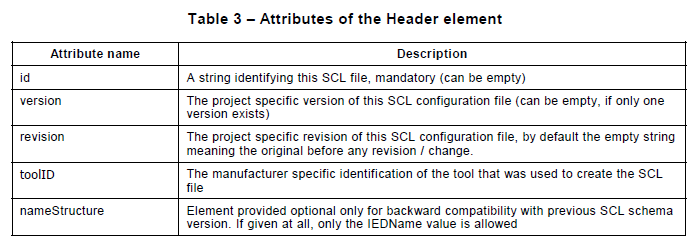 Table 3 – Attributes of the Header element
Attribute name Description
id A string identifying this SCL file, mandatory (can be empty)
version The project specific version of this SCL configuration file (can be empty, if only one
version exists)
revision The project specific revision of this SCL configuration file, by default the empty string
meaning the original before any revision / change.
toolID The manufacturer specific identification of the tool that was used to create the SCL
file
nameStructure Element provided optional only for backward compatibility with previous SCL schema
version. If given at all, only the IEDName value is allowed